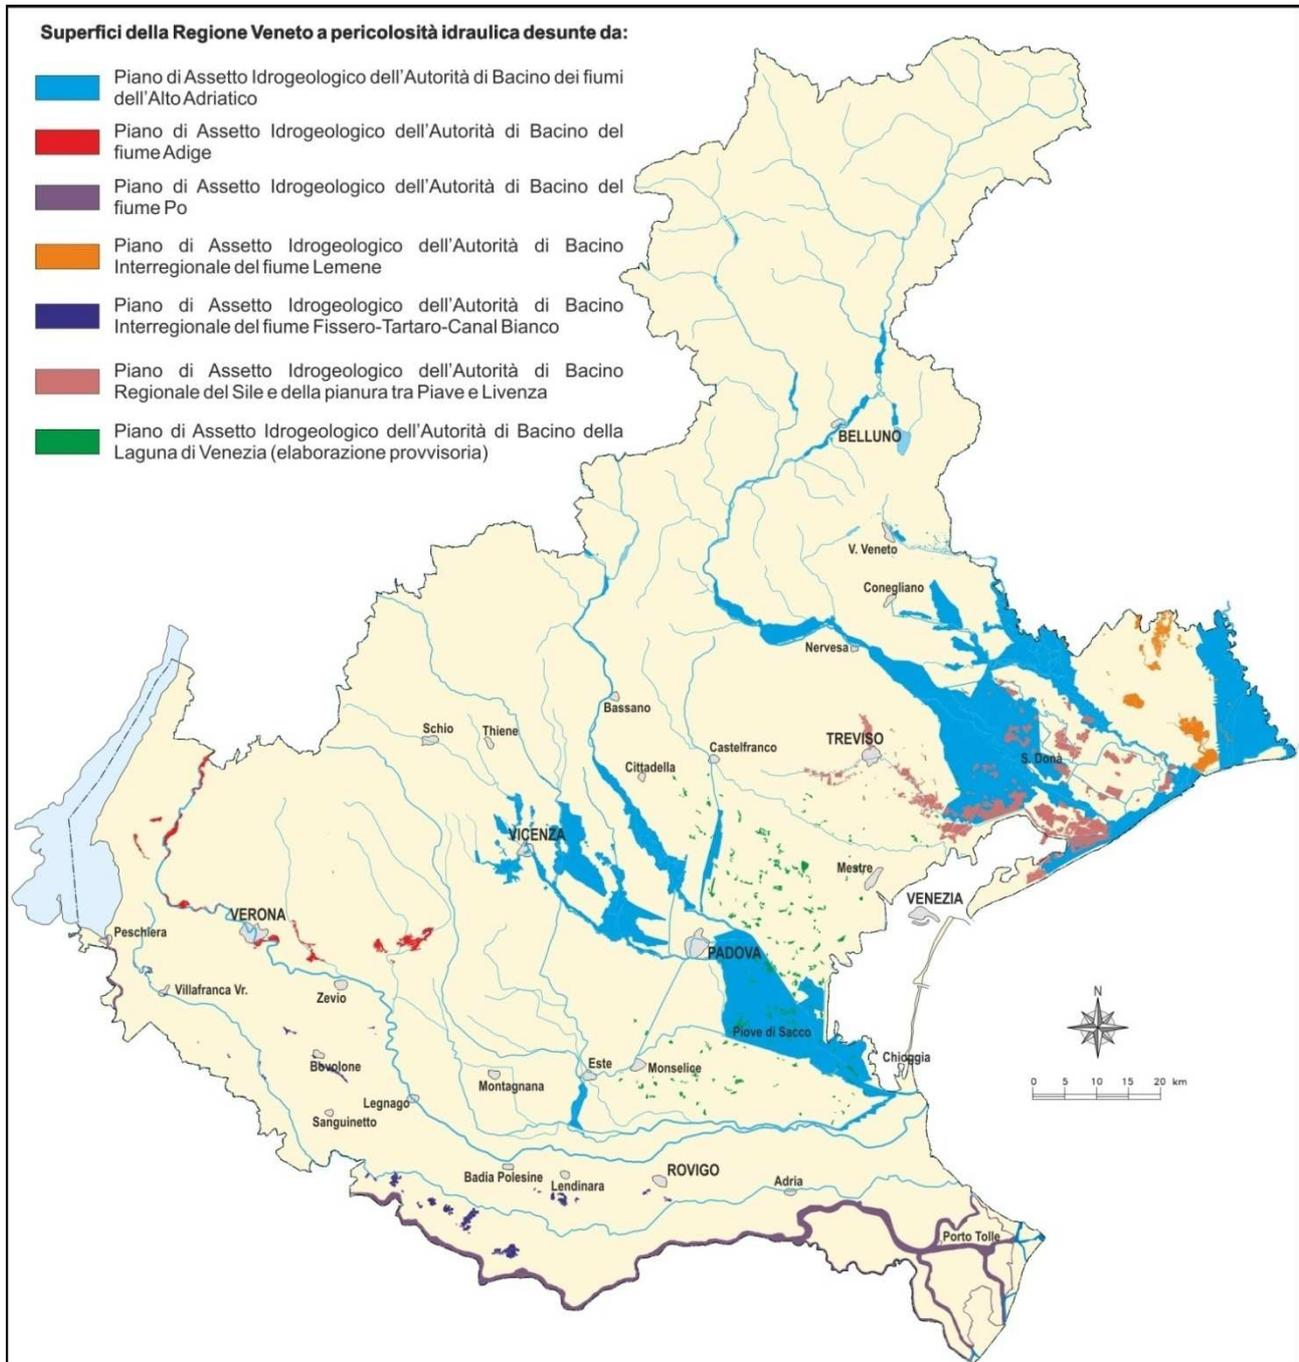 Superfici della Regione Veneto a pericolosità idraulica desunte da:
Piano di Assetto Idrogeologico dell'Autorità di Bacino dei fiumi
dell'Alto Adriatico
Piano di Assetto Idrogeologico dell'Autorità di Bacino del
fiume Adige
Piano di Assetto Idrogeologico dell'Autorità di Bacino del
fiume Po
Piano di Assetto Idrogeologico dell'Autorità di Bacino
Interregionale del fiume Lemene
Piano di Assetto Idrogeologico dell'Autorità di Bacino
Interregionale del fiume Fissero-Tartaro-Canal Bianco
Piano di Assetto Idrogeologico dell'Autorità di Bacino
Regionale del Sile e della pianura tra Piave e Livenza
Piano di Assetto Idrogeologico dell'Autorità di Bacino della
Laguna di Venezia (elaborazione provvisoria)
BELLUNO
V. Veneto
Conegliano
Nervesa
Bassano
Schio
Thiene
Castelfranco
TREVISO
Cittadella
S. Donà
VICENZA
Mestre
VENEZIA
VERONA
Peschiera
PADOVA
Villafranca Vr.
Zevio
N
Piove di Sacco
Chioggia
Bovolone
Este
Monselice
Montagnana
Legnago
Sanguinetto
0 5 10 15 20 km
Badia Polesine
Lendinara
ROVIGO
Adria
Porto Tolle